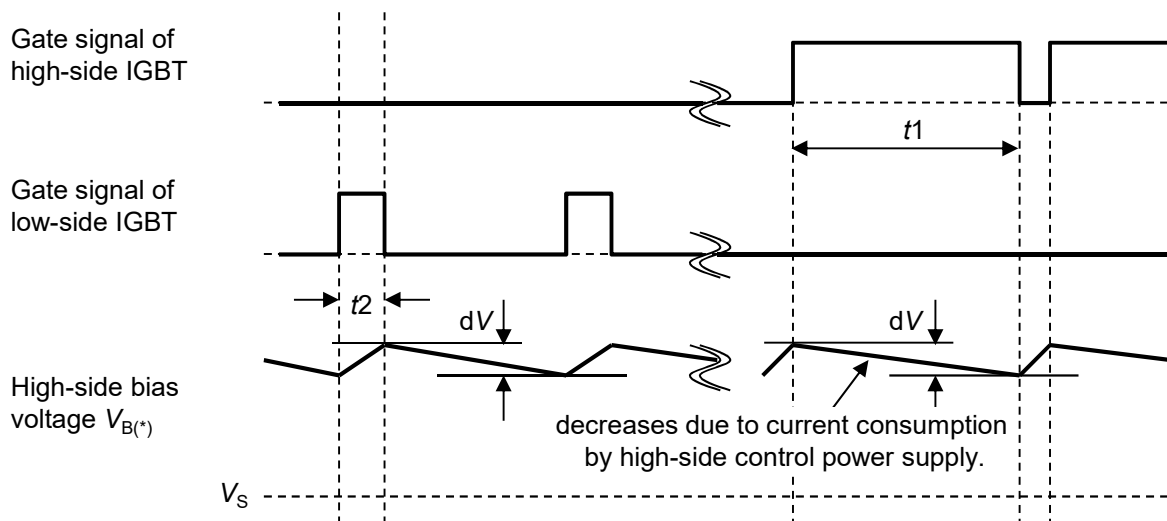 Gate signal of
high-side IGBT
t1
Gate signal of
low-side IGBT
t2
dV
dV
High-side bias
voltage VB(*)
decreases due to current consumption
by high-side control power supply.
VS